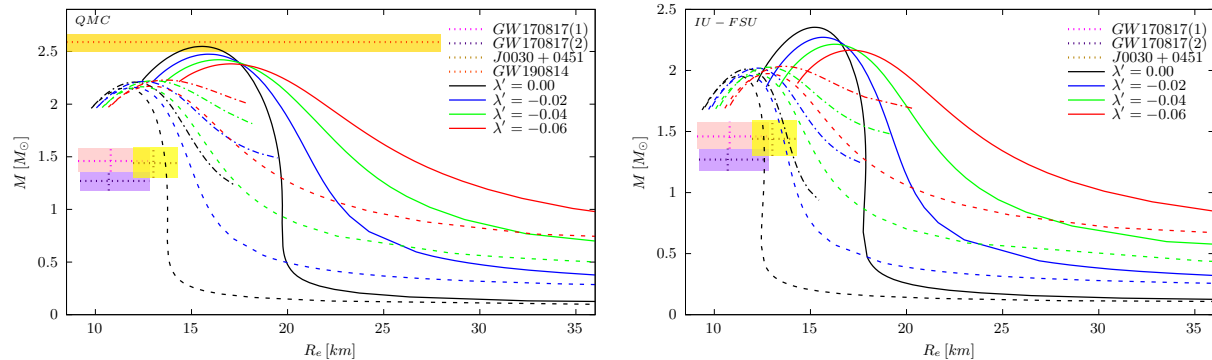 QMC
GW170817(1)
GW170817(2)
J0030 + 0451
GW190814
λ′ = 0.00
λ′ = −0.02
λ′ = −0.04
λ′ = −0.06
M [M⊙]
0
0.5
1
1.5
2
2.5
3
10 15 20 25 30 35
R_e [km]
IU − FSU
GW170817(1)
GW170817(2)
J0030 + 0451
λ′ = 0.00
λ′ = −0.02
λ′ = −0.04
λ′ = −0.06
M [M⊙]
0
0.5
1
1.5
2
2.5
10 15 20 25 30 35
R_e [km]